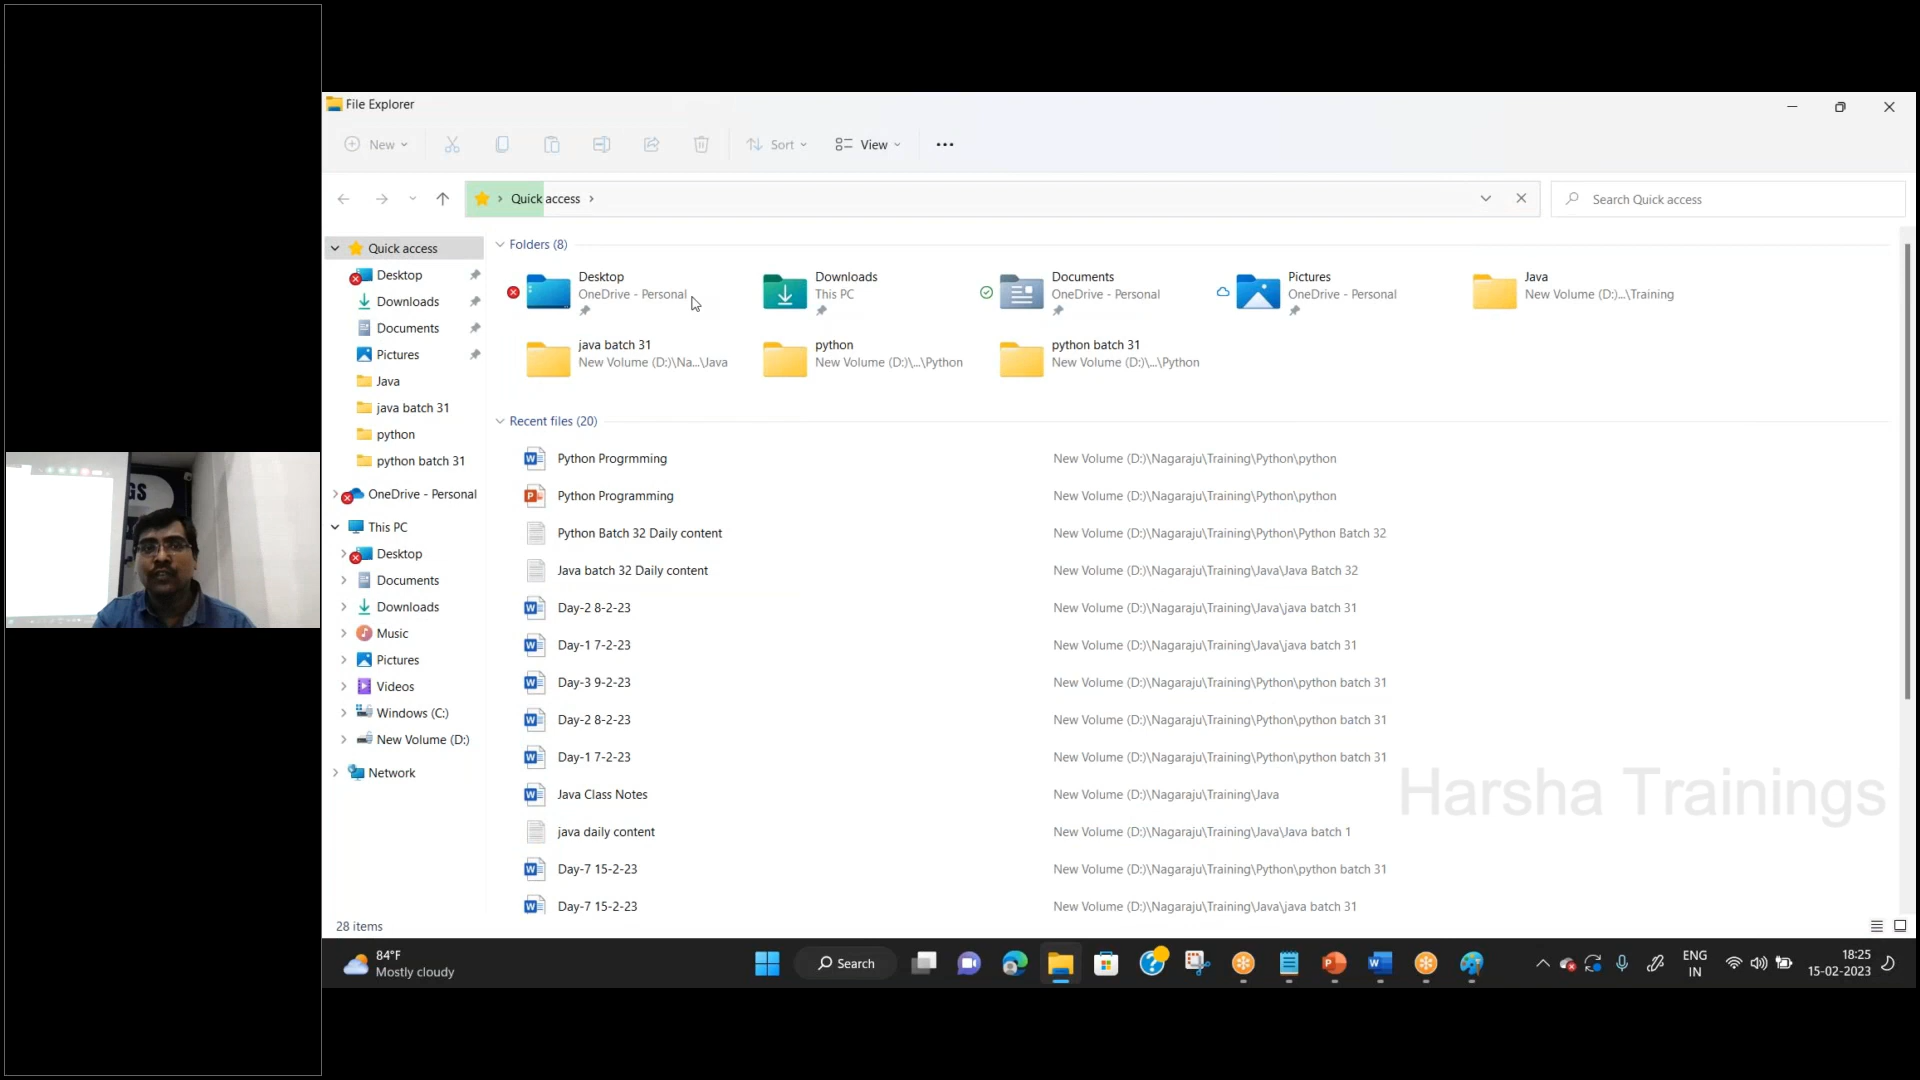 File Explorer
New
Sort
View
Quick access
Search Quick access
Quick access
Desktop
Downloads
Documents
Pictures
Java
java batch 31
python
python batch 31
OneDrive - Personal
This PC
Desktop
Documents
Downloads
Music
Pictures
Videos
Windows (C:)
New Volume (D:)
Network
Folders (8)
Desktop
OneDrive - Personal
Downloads
This PC
Documents
OneDrive - Personal
Pictures
OneDrive - Personal
Java
New Volume (D:)...\Training
java batch 31
New Volume (D:)\Na...\Java
python
New Volume (D:)\...\Python
python batch 31
New Volume (D:)\...\Python
Recent files (20)
Python Progrmming New Volume (D:)\Nagaraju\Training\Python\python
Python Programming New Volume (D:)\Nagaraju\Training\Python\python
Python Batch 32 Daily content New Volume (D:)\Nagaraju\Training\Python\Python Batch 32
Java batch 32 Daily content New Volume (D:)\Nagaraju\Training\Java\Java Batch 32
Day-2 8-2-23 New Volume (D:)\Nagaraju\Training\Java\java batch 31
Day-1 7-2-23 New Volume (D:)\Nagaraju\Training\Java\java batch 31
Day-3 9-2-23 New Volume (D:)\Nagaraju\Training\Python\python batch 31
Day-2 8-2-23 New Volume (D:)\Nagaraju\Training\Python\python batch 31
Day-1 7-2-23 New Volume (D:)\Nagaraju\Training\Python\python batch 31
Java Class Notes New Volume (D:)\Nagaraju\Training\Java
java daily content New Volume (D:)\Nagaraju\Training\Java\Java batch 1
Day-7 15-2-23 New Volume (D:)\Nagaraju\Training\Python\python batch 31
Day-7 15-2-23 New Volume (D:)\Nagaraju\Training\Java\java batch 31
Harsha Trainings
28 items
84°F
Mostly cloudy
Search
ENG
IN
18:25
15-02-2023